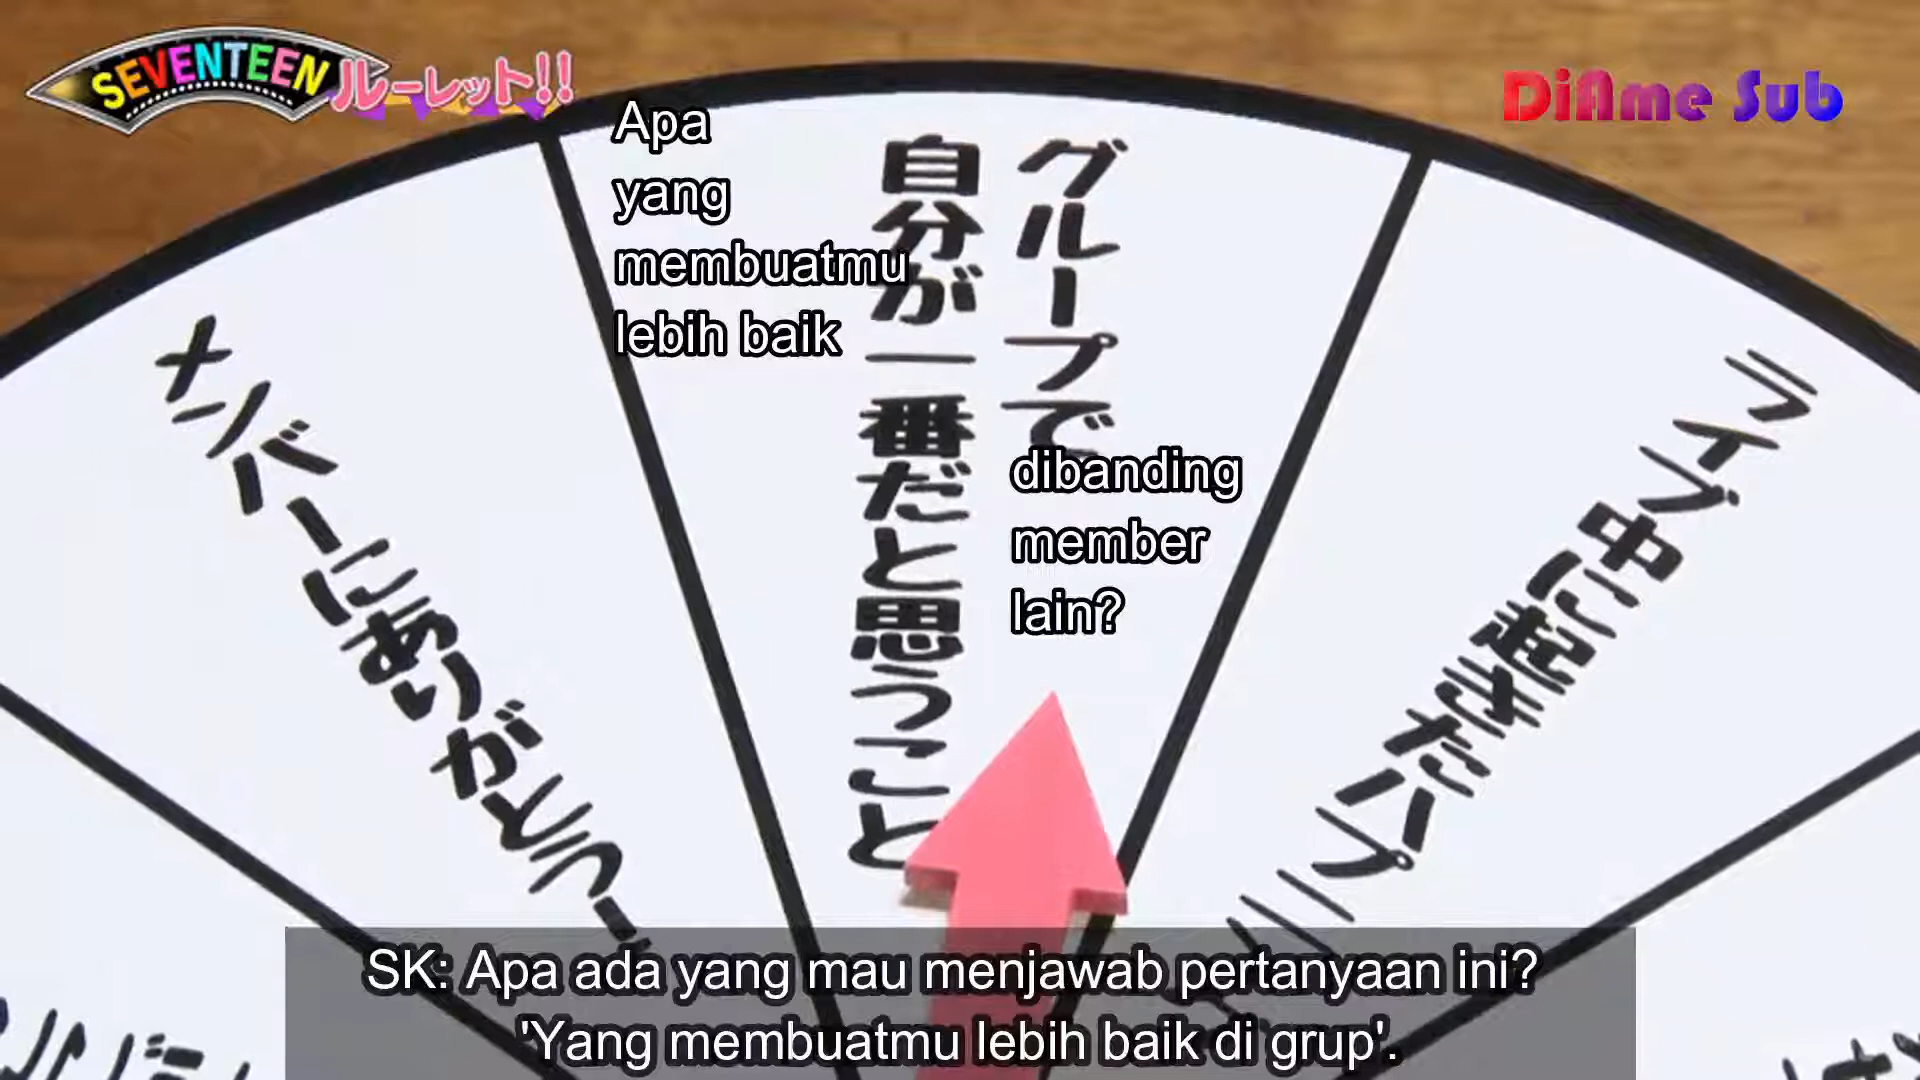 SEVENTEEN
ルーレット!!
DiAme Sub
Apa
yang
membuatmu
lebih baik
グループで
自分が一番だと思うこと
dibanding
member
lain?
メンバーにありがとう!
ライブ中に起きたハプニン
SK: Apa ada yang mau menjawab pertanyaan ini?
'Yang membuatmu lebih baik di grup'.